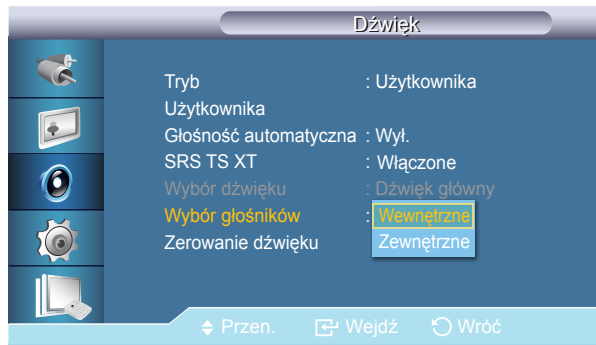 Dźwięk
Tryb : Użytkownika
Użytkownika
Głośność automatyczna : Wył.
SRS TS XT : Włączone
Wybór dźwięku : Dźwięk główny
Wybór głośników : Wewnętrzne
Zewnętrzne
Zerowanie dźwięku
Przen. Wejdź Wróć